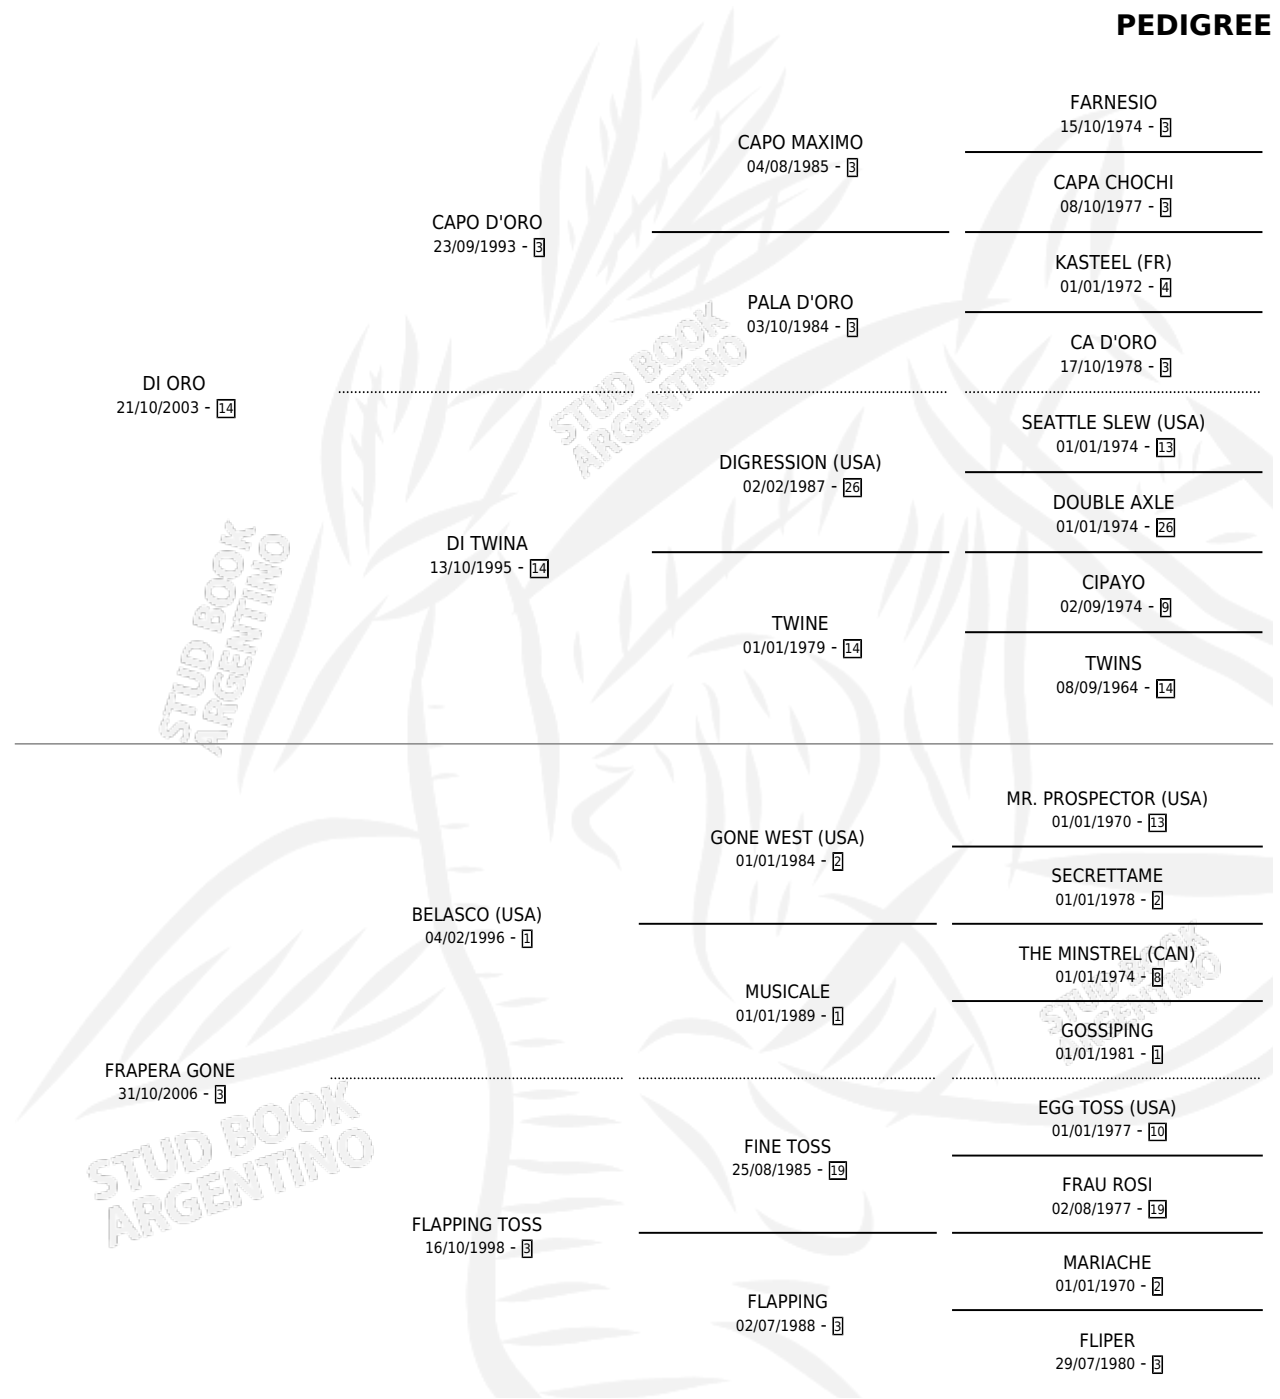 PEDIGREE
FARNESIO
15/10/1974 - 3
CAPO MAXIMO
04/08/1985 - 3
CAPA CHOCHI
08/10/1977 - 3
CAPO D'ORO
23/09/1993 - 3
KASTEEL (FR)
01/01/1972 - 4
PALA D'ORO
03/10/1984 - 3
CA D'ORO
17/10/1978 - 3
DI ORO
21/10/2003 - 14
SEATTLE SLEW (USA)
01/01/1974 - 13
DIGRESSION (USA)
02/02/1987 - 26
DOUBLE AXLE
01/01/1974 - 26
DI TWINA
13/10/1995 - 14
CIPAYO
02/09/1974 - 9
TWINE
01/01/1979 - 14
TWINS
08/09/1964 - 14
MR. PROSPECTOR (USA)
01/01/1970 - 13
GONE WEST (USA)
01/01/1984 - 2
SECRETTAME
01/01/1978 - 2
BELASCO (USA)
04/02/1996 - 1
THE MINSTREL (CAN)
01/01/1974 - 8
MUSICALE
01/01/1989 - 1
GOSSIPING
01/01/1981 - 1
FRAPERA GONE
31/10/2006 - 3
EGG TOSS (USA)
01/01/1977 - 10
FINE TOSS
25/08/1985 - 19
FRAU ROSI
02/08/1977 - 19
FLAPPING TOSS
16/10/1998 - 3
MARIACHE
01/01/1970 - 2
FLAPPING
02/07/1988 - 3
FLIPER
29/07/1980 - 3
STUD BOOK
ARGENTINO
STUD BOOK
ARGENTINO
STUD BOOK
ARGENTINO
STUD BOOK
ARGENTINO